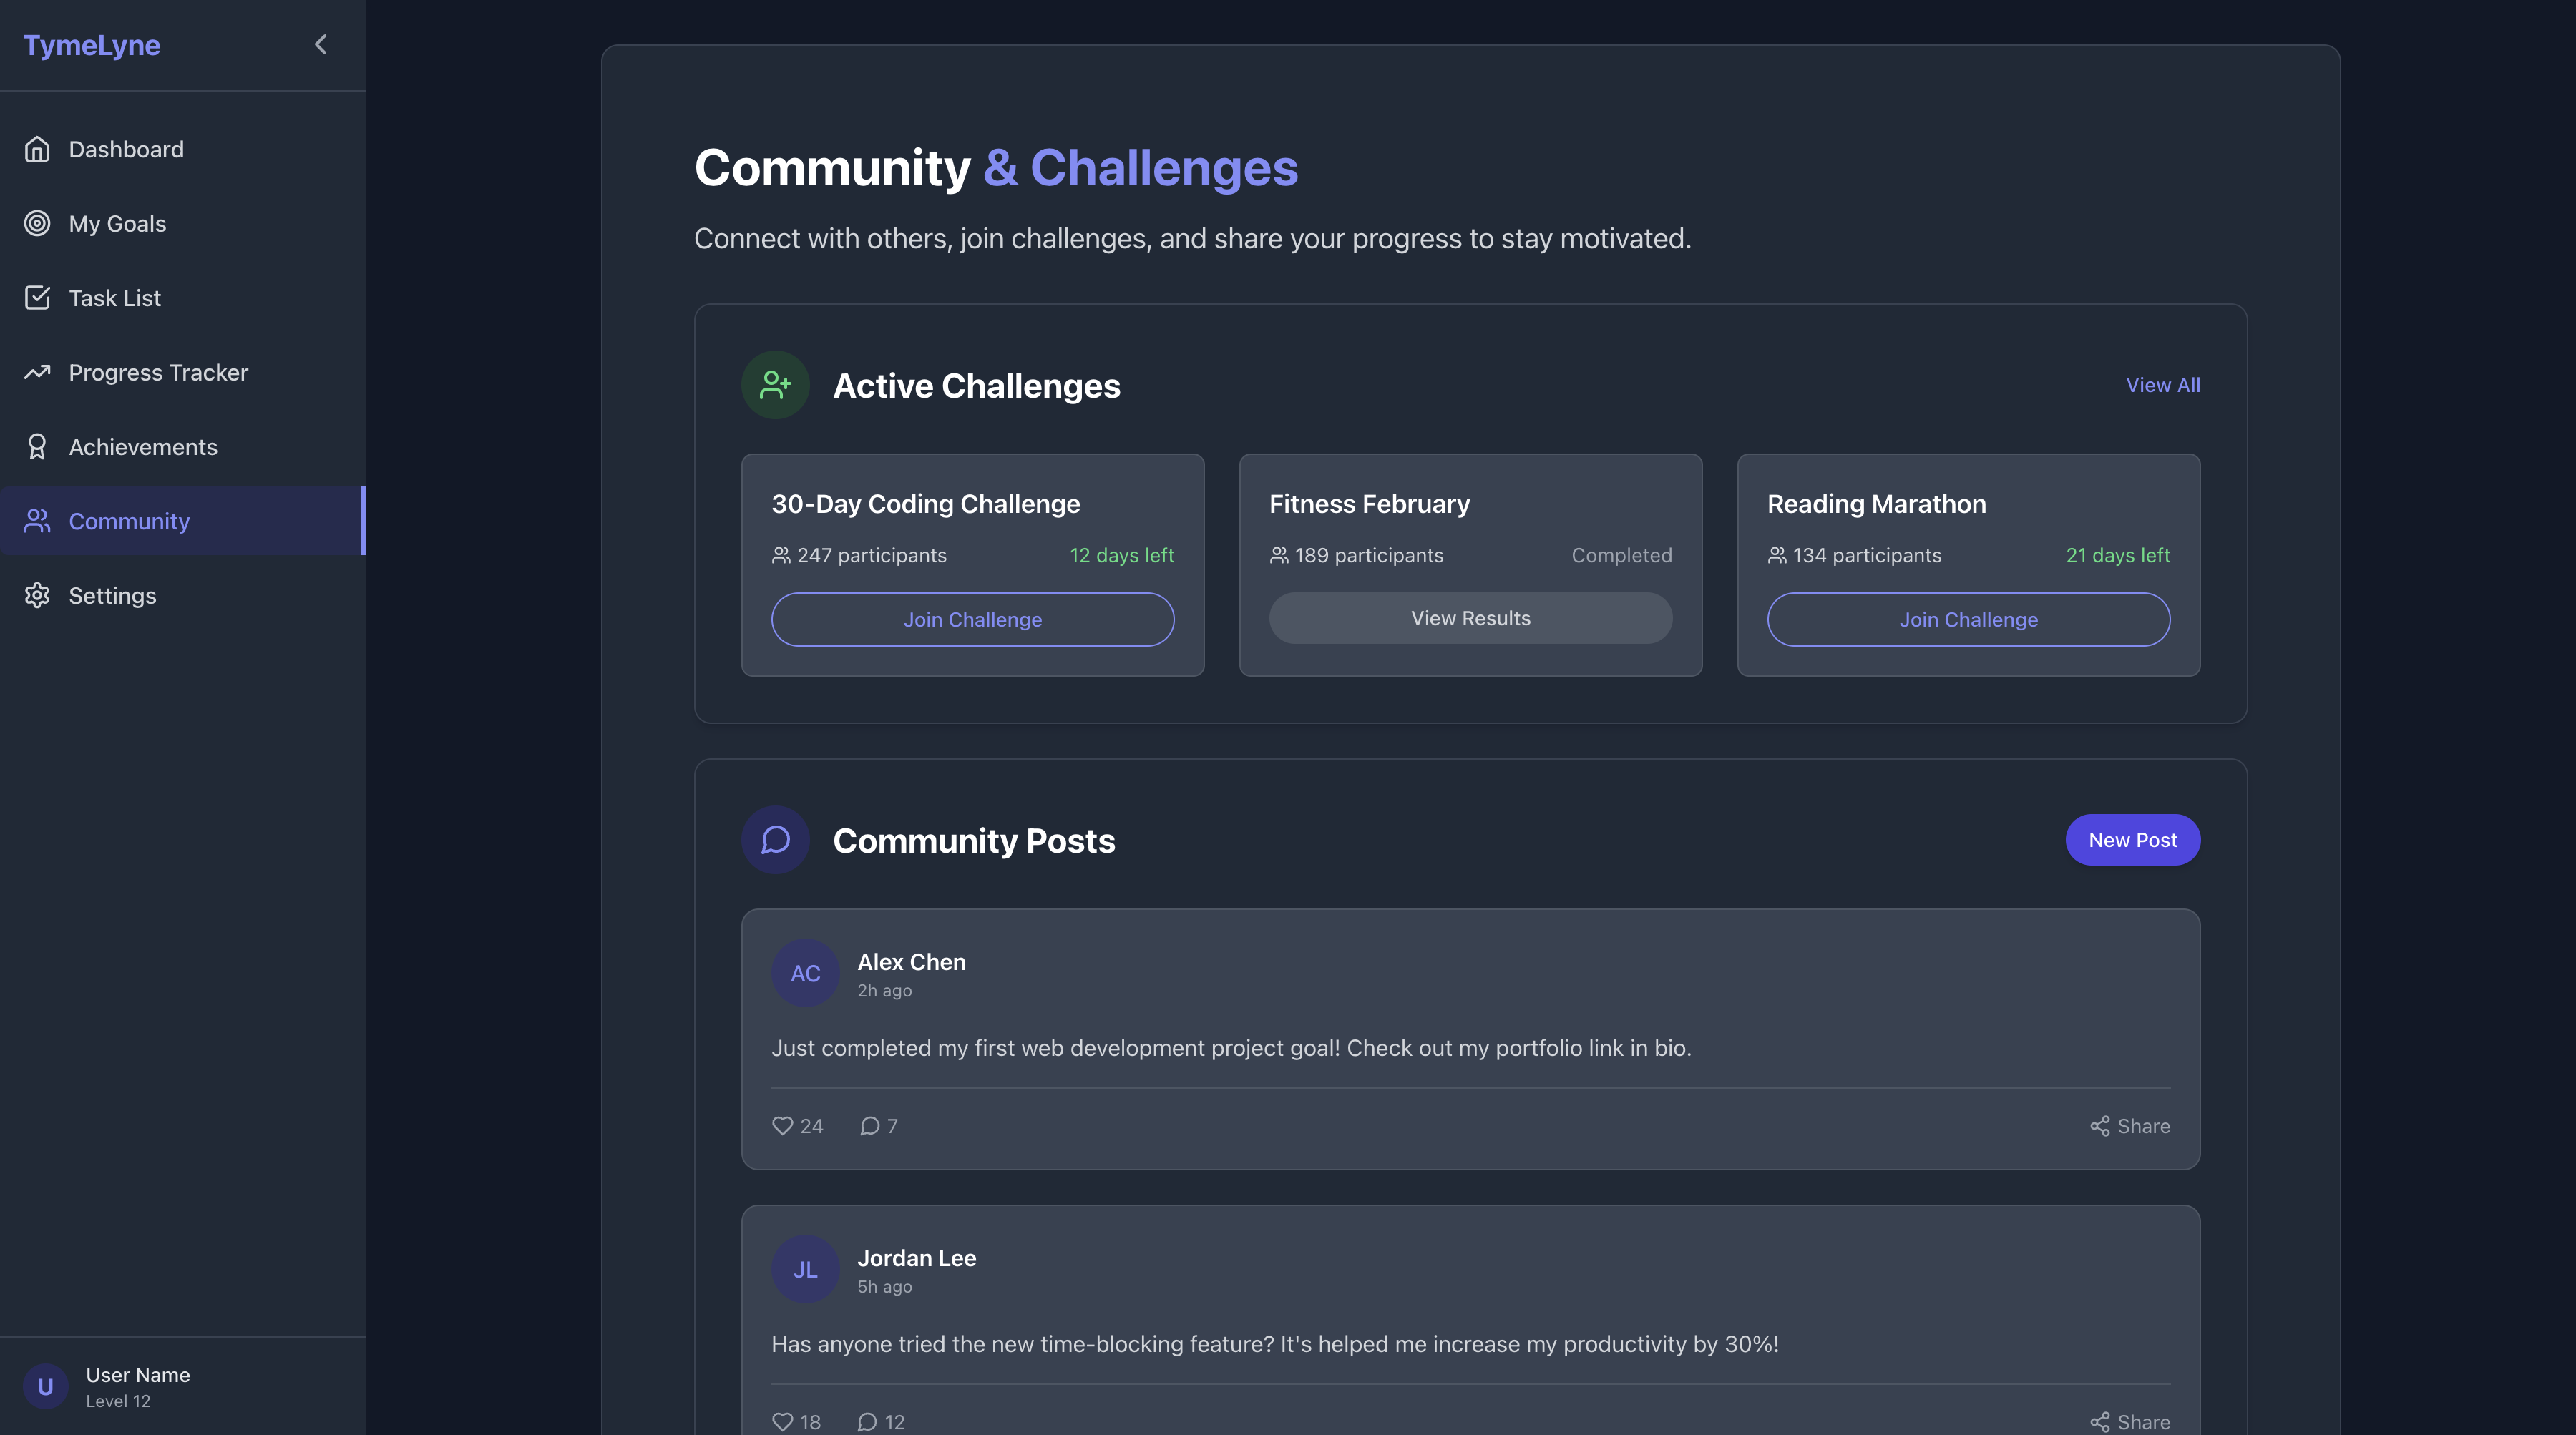 TymeLyne
Dashboard
My Goals
Task List
Progress Tracker
Achievements
Community
Settings
U
User Name
Level 12
Community & Challenges
Connect with others, join challenges, and share your progress to stay motivated.
Active Challenges
View All
30-Day Coding Challenge
247 participants 12 days left
Join Challenge
Fitness February
189 participants Completed
View Results
Reading Marathon
134 participants 21 days left
Join Challenge
Community Posts
New Post
AC
Alex Chen
2h ago
Just completed my first web development project goal! Check out my portfolio link in bio.
24 7 Share
JL
Jordan Lee
5h ago
Has anyone tried the new time-blocking feature? It's helped me increase my productivity by 30%!
18 12 Share